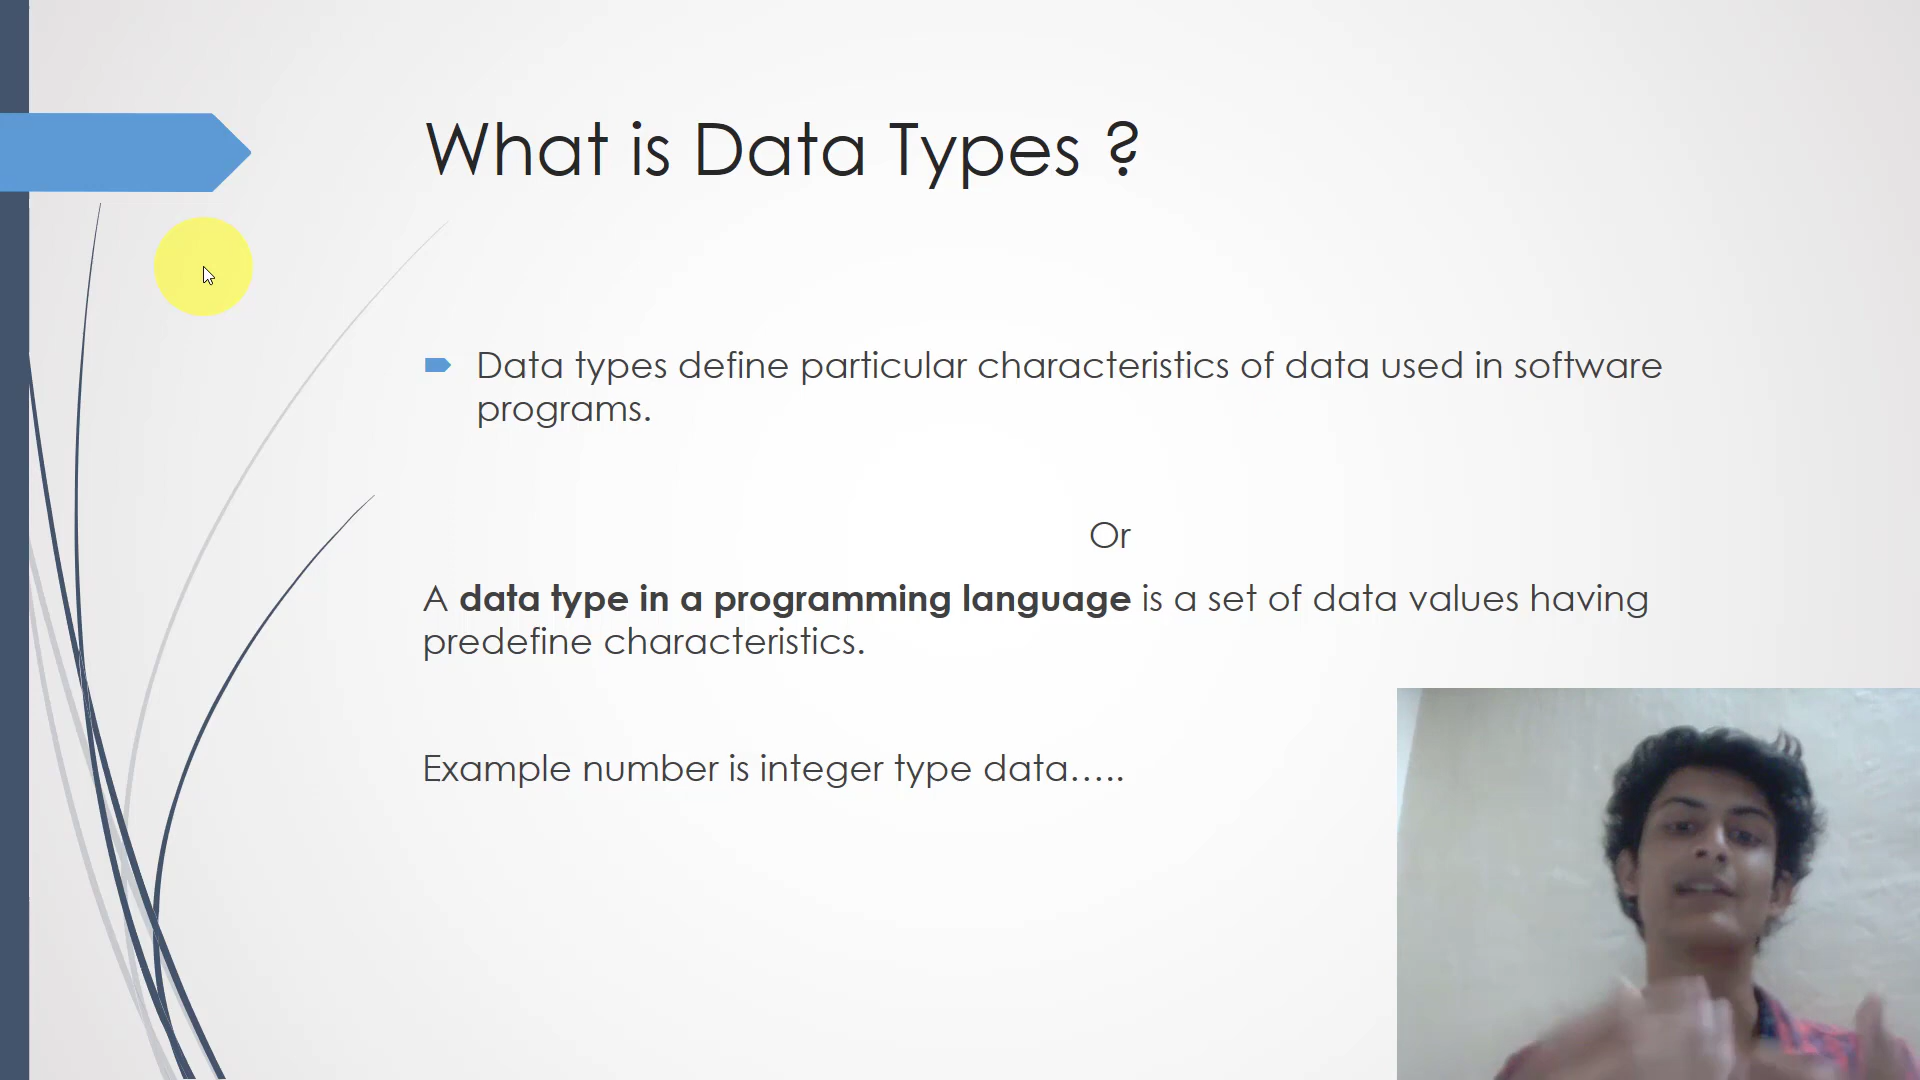 What is Data Types ?
Data types define particular characteristics of data used in software
programs.
Or
A data type in a programming language is a set of data values having
predefine characteristics.
Example number is integer type data…..